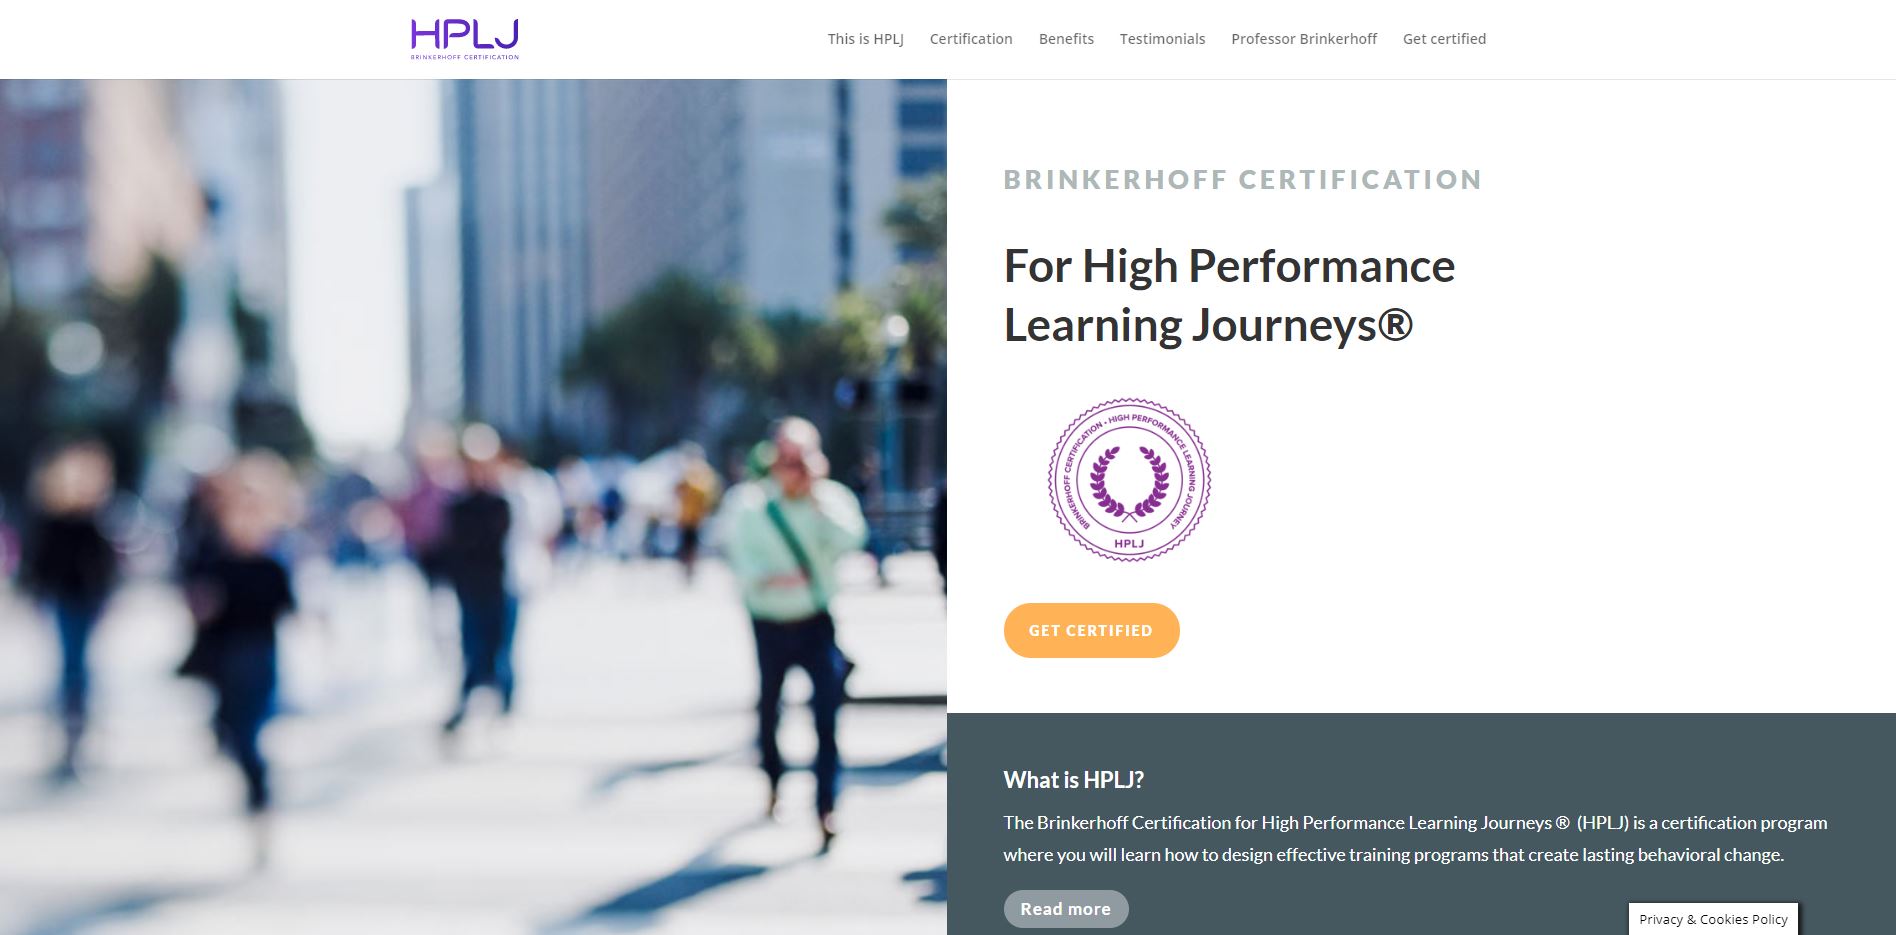 HPLJ
BRINKERHOFF CERTIFICATION
This is HPLJ
Certification
Benefits
Testimonials
Professor Brinkerhoff
Get certified
BRINKERHOFF CERTIFICATION
For High Performance
Learning Journeys®
BRINKERHOFF CERTIFICATION • HIGH PERFORMANCE LEARNING JOURNEY
HPLJ
GET CERTIFIED
What is HPLJ?
The Brinkerhoff Certification for High Performance Learning Journeys ® (HPLJ) is a certification program
where you will learn how to design effective training programs that create lasting behavioral change.
Read more
Privacy & Cookies Policy